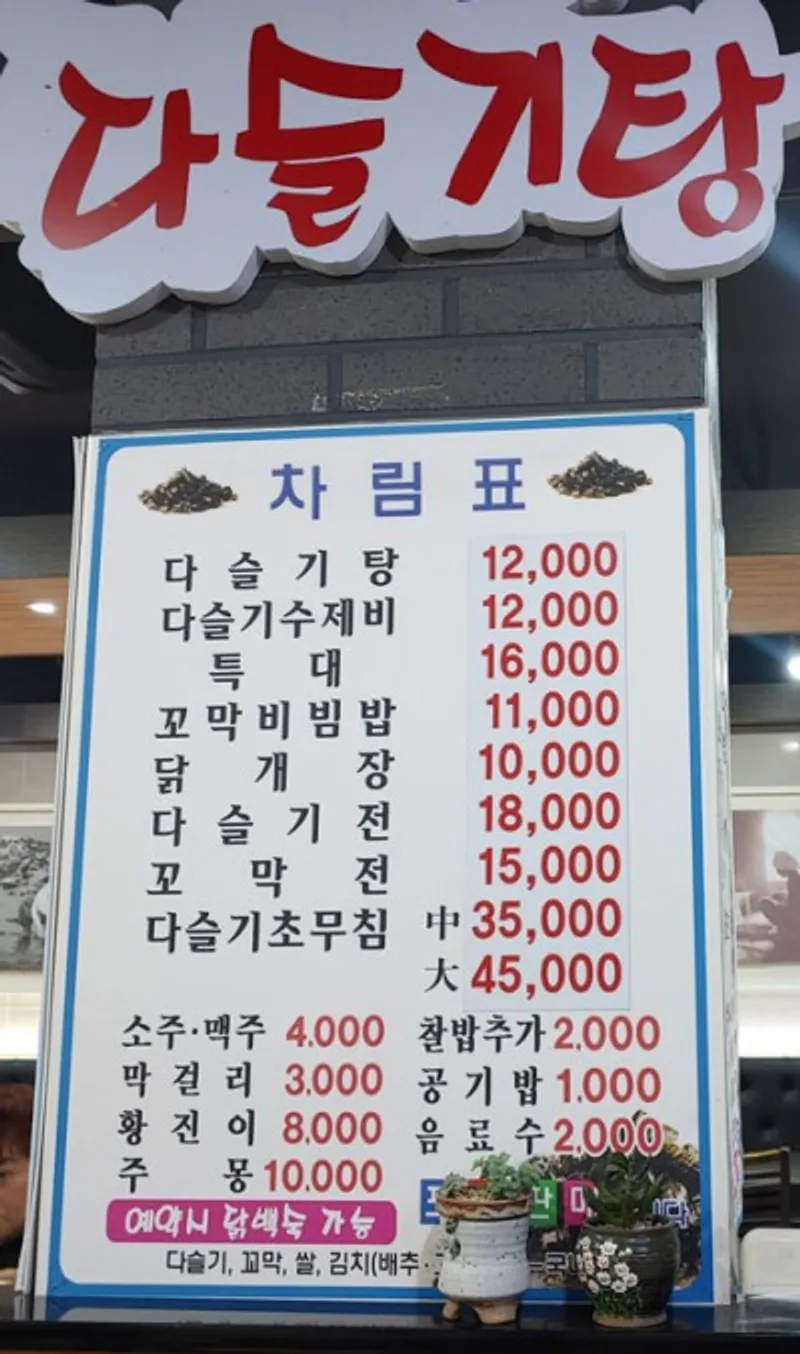 다슬기탕
차림표
다슬기탕 12,000
다슬기수제비 12,000
특대 16,000
꼬막비빔밥 11,000
닭개장 10,000
다슬기전 18,000
꼬막전 15,000
다슬기초무침 中 35,000
大 45,000
소주·맥주 4.000 찰밥추가 2.000
막걸리 3.000 공기밥 1.000
황진이 8.000 음료수 2.000
주몽 10.000
예약시 닭백숙 가능
다슬기, 꼬막, 쌀, 김치(배추·